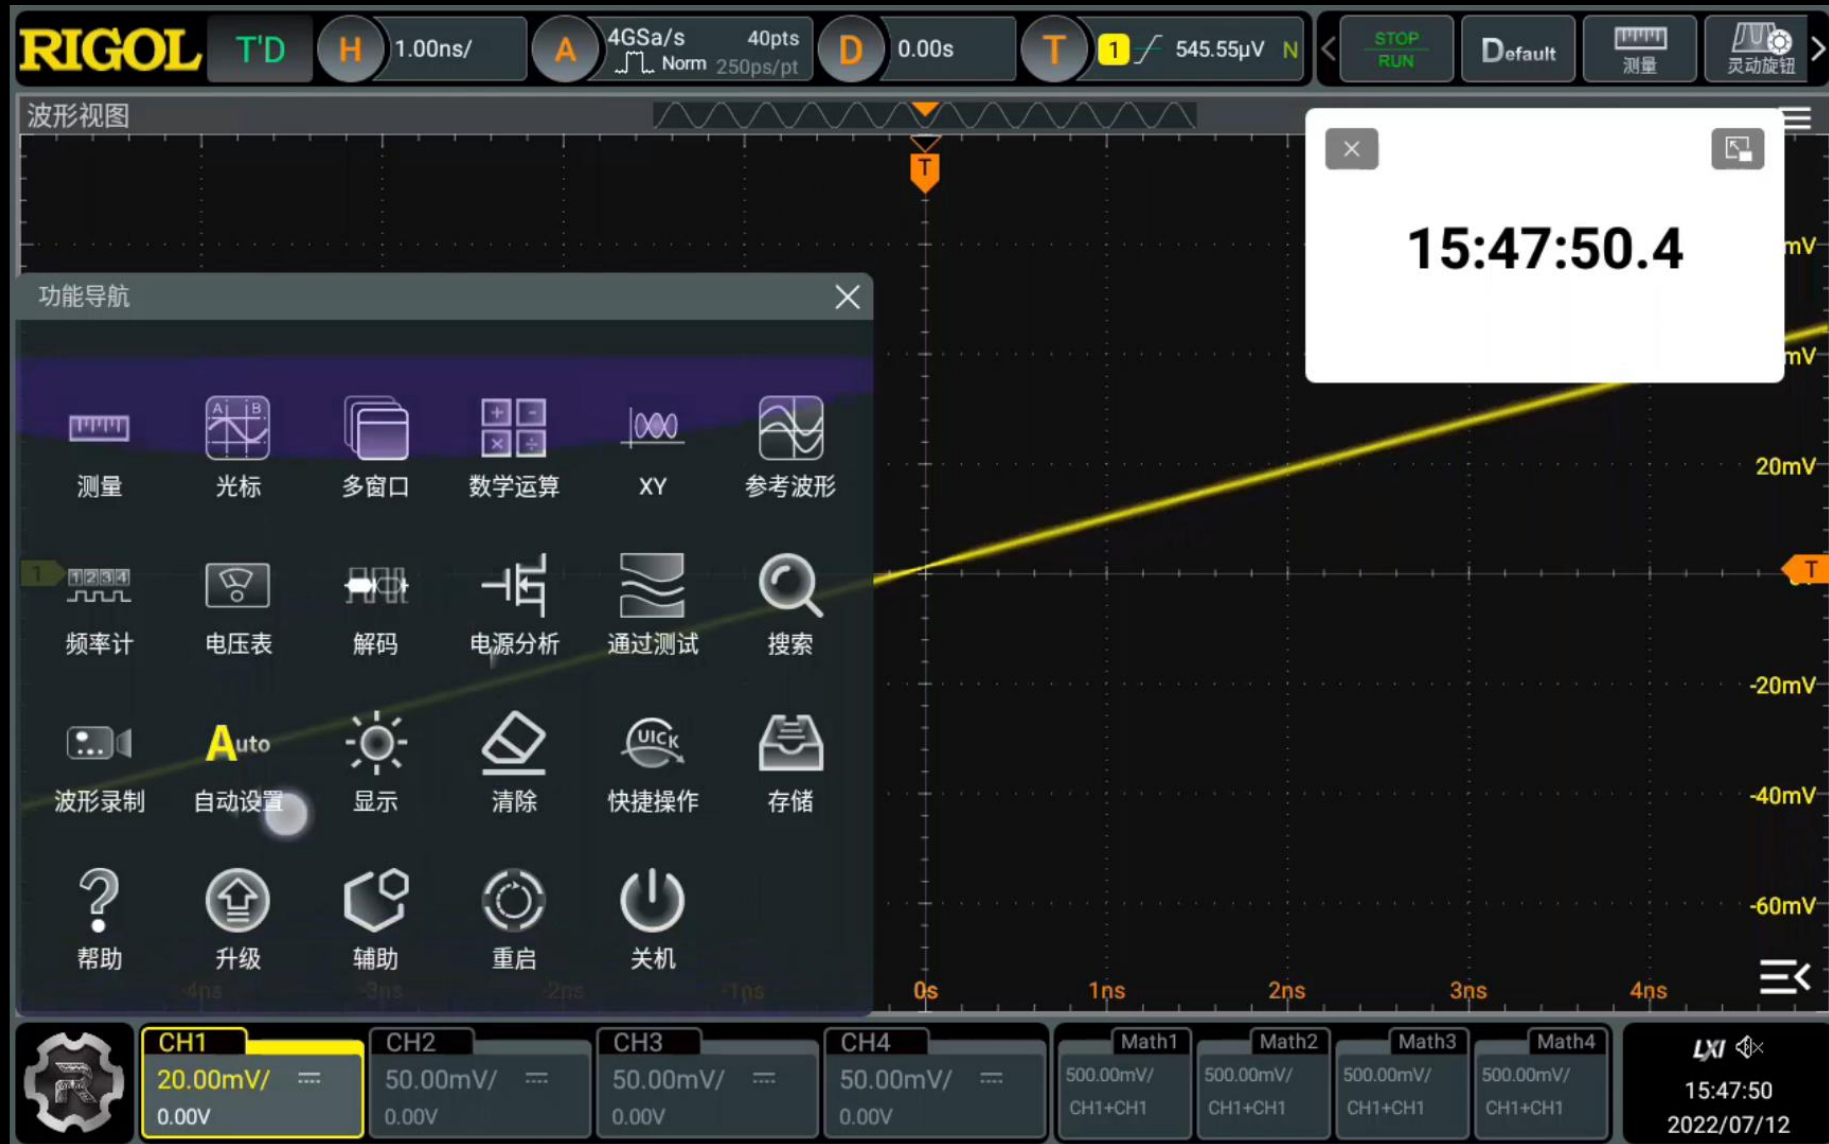 RIGOL
T'D
H
1.00ns/
A
4GSa/s
40pts
Norm
250ps/pt
D
0.00s
T
1
545.55µV
N
STOP
RUN
Default
测量
灵动旋钮
波形视图
T
15:47:50.4
mV
功能导航
mV
A
B
测量
光标
多窗口
数学运算
XY
参考波形
20mV
1
1234
T
频率计
电压表
解码
电源分析
通过测试
搜索
-20mV
Auto
UICK
波形录制
自动设置
显示
清除
快捷操作
存储
-40mV
-60mV
帮助
升级
辅助
重启
关机
-4ns
-3ns
-2ns
-1ns
0s
1ns
2ns
3ns
4ns
R
CH1
20.00mV/
0.00V
CH2
50.00mV/
0.00V
CH3
50.00mV/
0.00V
CH4
50.00mV/
0.00V
Math1
500.00mV/
CH1+CH1
Math2
500.00mV/
CH1+CH1
Math3
500.00mV/
CH1+CH1
Math4
500.00mV/
CH1+CH1
LXI
15:47:50
2022/07/12